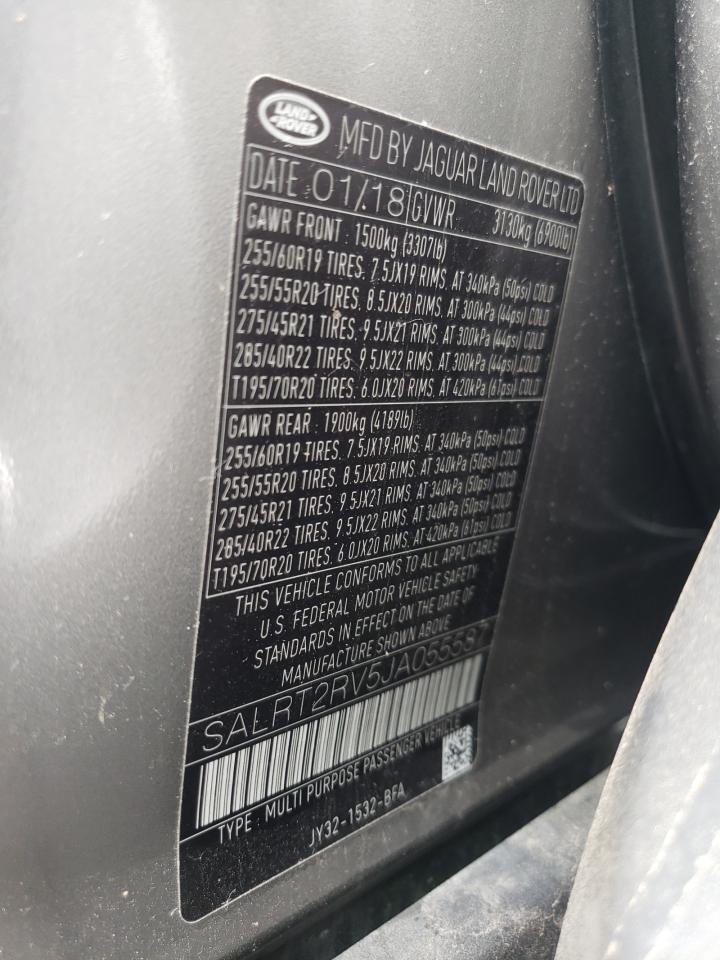 LAND
ROVER
MFD BY JAGUAR LAND ROVER LTD
DATE 01/18 GVWR 3130kg (6900lb)
GAWR FRONT : 1500kg (3307lb)
255/60R19 TIRES, 7.5JX19 RIMS, AT 340kPa (50psi) COLD
255/55R20 TIRES, 8.5JX20 RIMS, AT 300kPa (44psi) COLD
275/45R21 TIRES, 9.5JX21 RIMS, AT 300kPa (44psi) COLD
285/40R22 TIRES, 9.5JX22 RIMS, AT 300kPa (44psi) COLD
T195/70R20 TIRES, 6.0JX20 RIMS, AT 420kPa (61psi) COLD
GAWR REAR : 1900kg (4189lb)
255/60R19 TIRES, 7.5JX19 RIMS, AT 340kPa (50psi) COLD
255/55R20 TIRES, 8.5JX20 RIMS, AT 340kPa (50psi) COLD
275/45R21 TIRES, 9.5JX21 RIMS, AT 340kPa (50psi) COLD
285/40R22 TIRES, 9.5JX22 RIMS, AT 340kPa (50psi) COLD
T195/70R20 TIRES, 6.0JX20 RIMS, AT 420kPa (61psi) COLD
THIS VEHICLE CONFORMS TO ALL APPLICABLE
U.S. FEDERAL MOTOR VEHICLE SAFETY
STANDARDS IN EFFECT ON THE DATE OF
MANUFACTURE SHOWN ABOVE
SALRT2RV5JA055587
TYPE : MULTI PURPOSE PASSENGER VEHICLE
JY32-1532-BFA